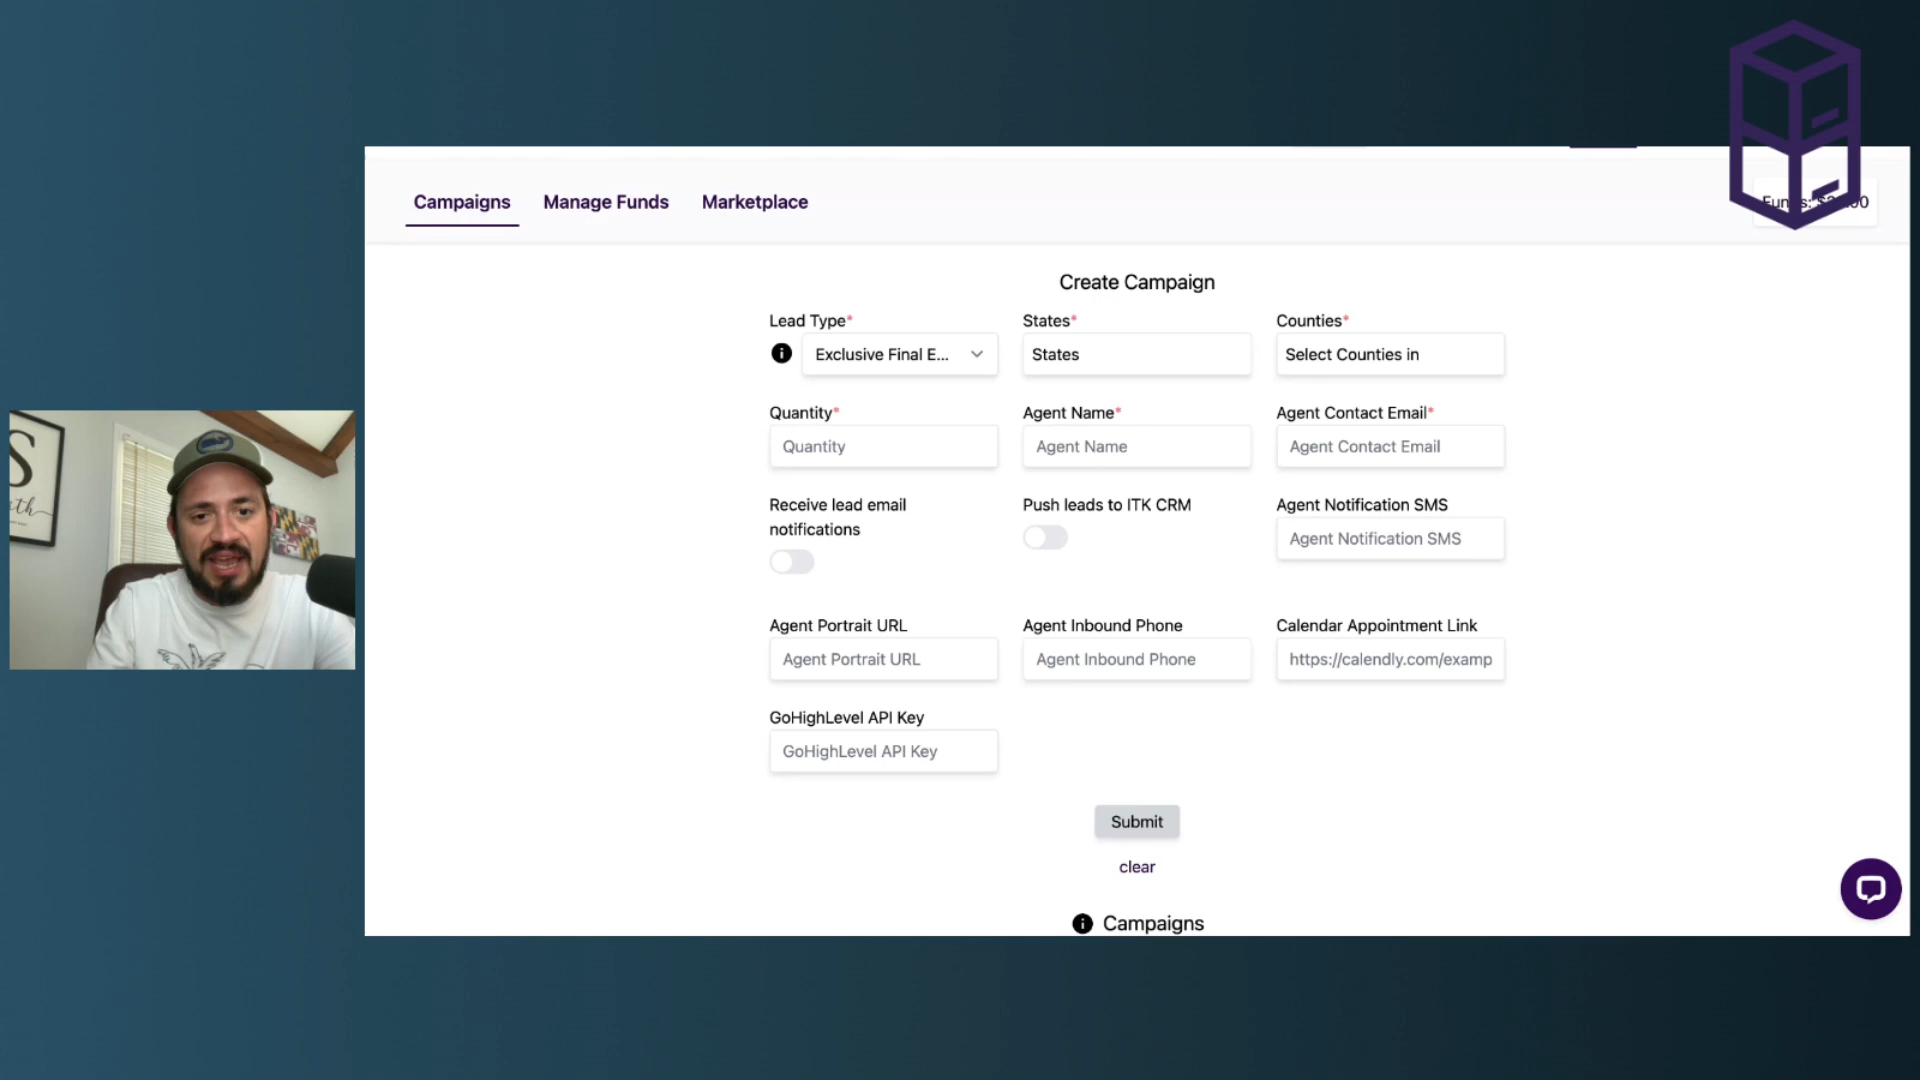 Campaigns Manage Funds Marketplace
Create Campaign
Lead Type* States* Counties*
Exclusive Final E... States Select Counties in
Quantity* Agent Name* Agent Contact Email*
Quantity Agent Name Agent Contact Email
Receive lead email Push leads to ITK CRM Agent Notification SMS
notifications
Agent Notification SMS
Agent Portrait URL Agent Inbound Phone Calendar Appointment Link
Agent Portrait URL Agent Inbound Phone https://calendly.com/examp
GoHighLevel API Key
GoHighLevel API Key
Submit
clear
Campaigns
S